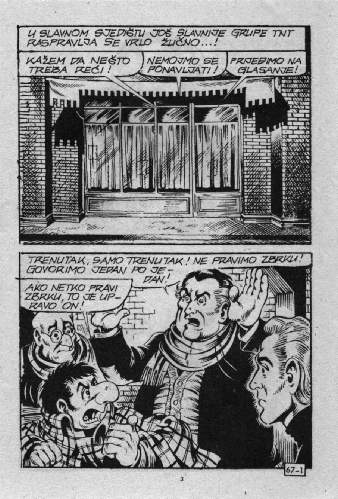 U SLAVNOM SJEDIŠTU JOŠ SLAVNIJE GRUPE TNT
RASPRAVLJA SE VRLO ŽUČNO...!
KAŽEM DA NEŠTO
TREBA REĆI!
NEMOJMO SE
PONAVLJATI!
PRIJEĐIMO NA
GLASANJE!
TRENUTAK, SAMO TRENUTAK! NE PRAVIMO ZBRKU!
GOVORIMO JEDAN PO JE-
DAN!
AKO NETKO PRAVI
ZBRKU, TO JE UP-
RAVO ON!
67-1
3